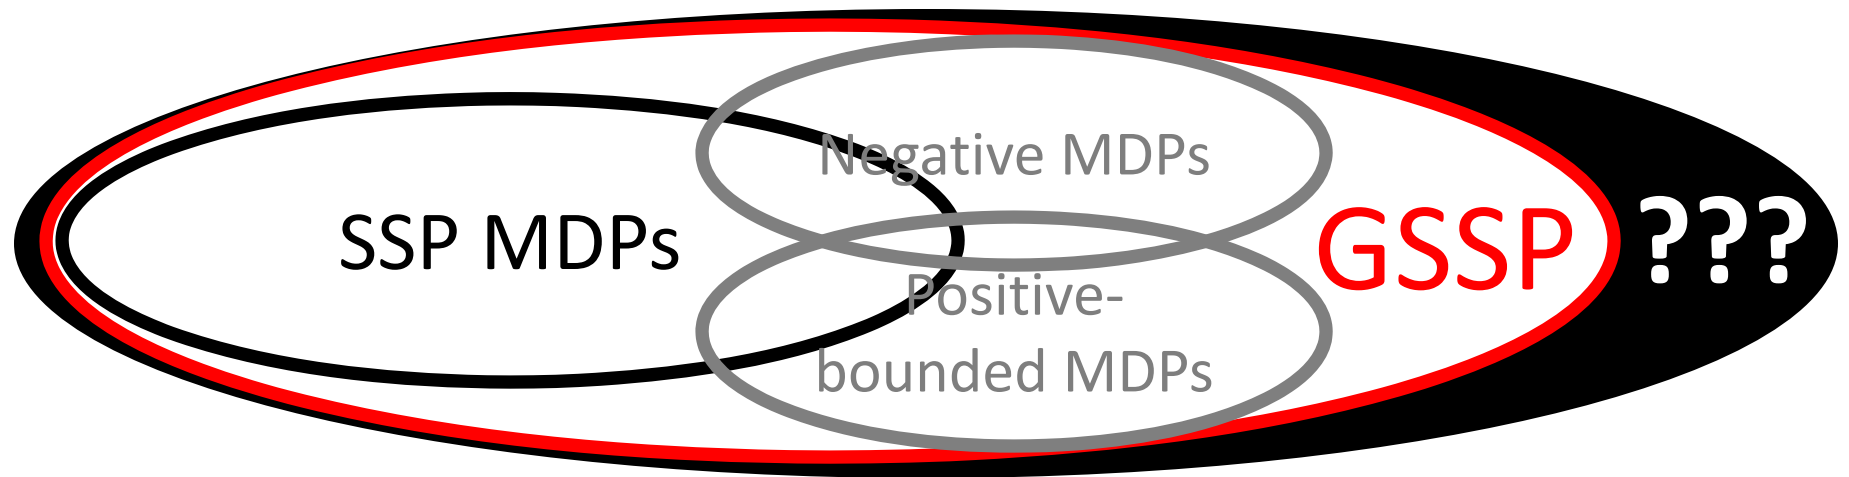 Negative MDPs
SSP MDPs
GSSP
???
Positive-
bounded MDPs